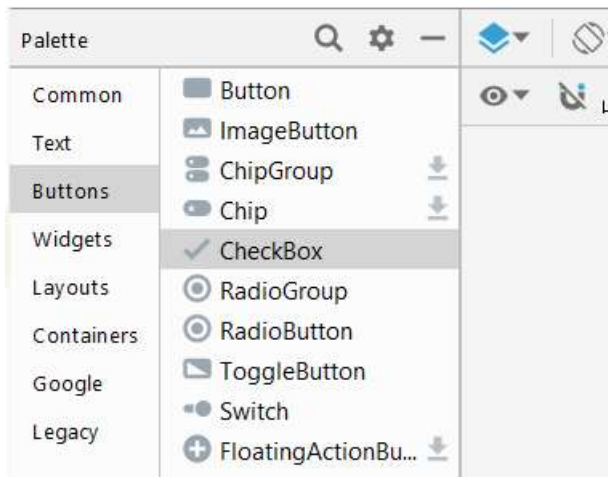 Palette
Common
Text
Buttons
Widgets
Layouts
Containers
Google
Legacy
Button
ImageButton
ChipGroup
Chip
CheckBox
RadioGroup
RadioButton
ToggleButton
Switch
FloatingActionBu...